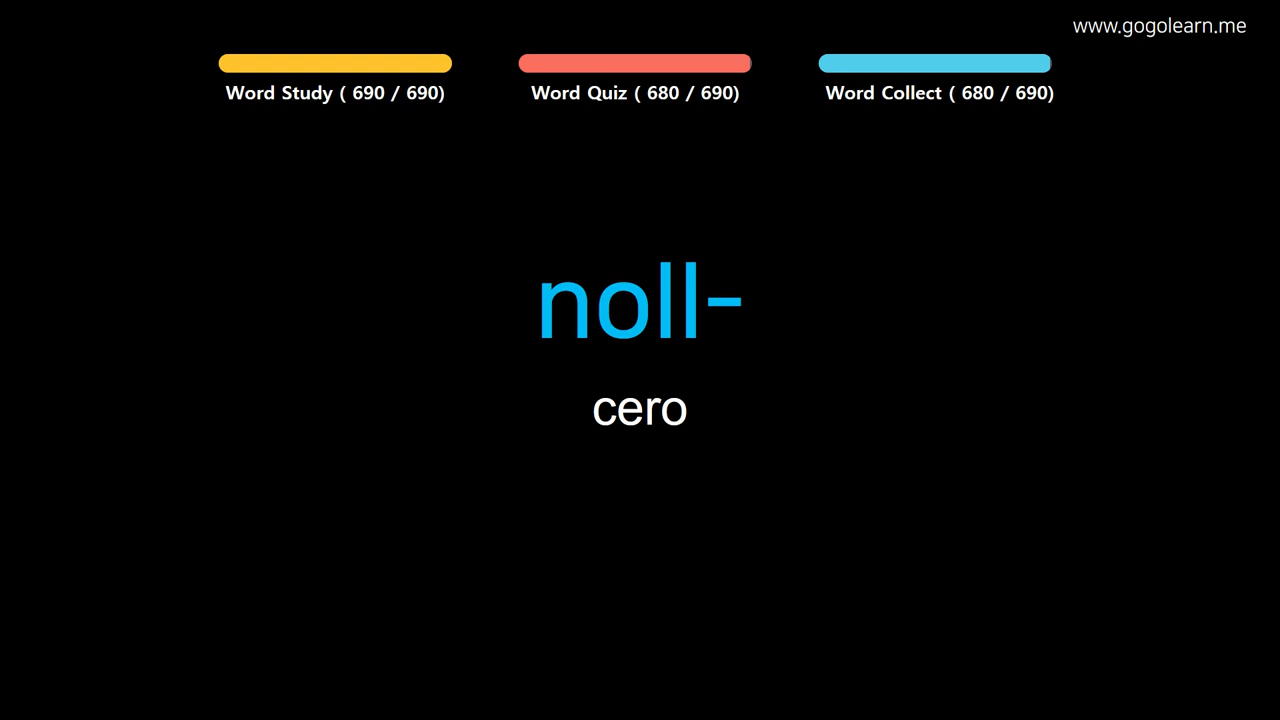 www.gogolearn.me
Word Study ( 690 / 690)
Word Quiz ( 680 / 690)
Word Collect ( 680 / 690)
noll-
cero